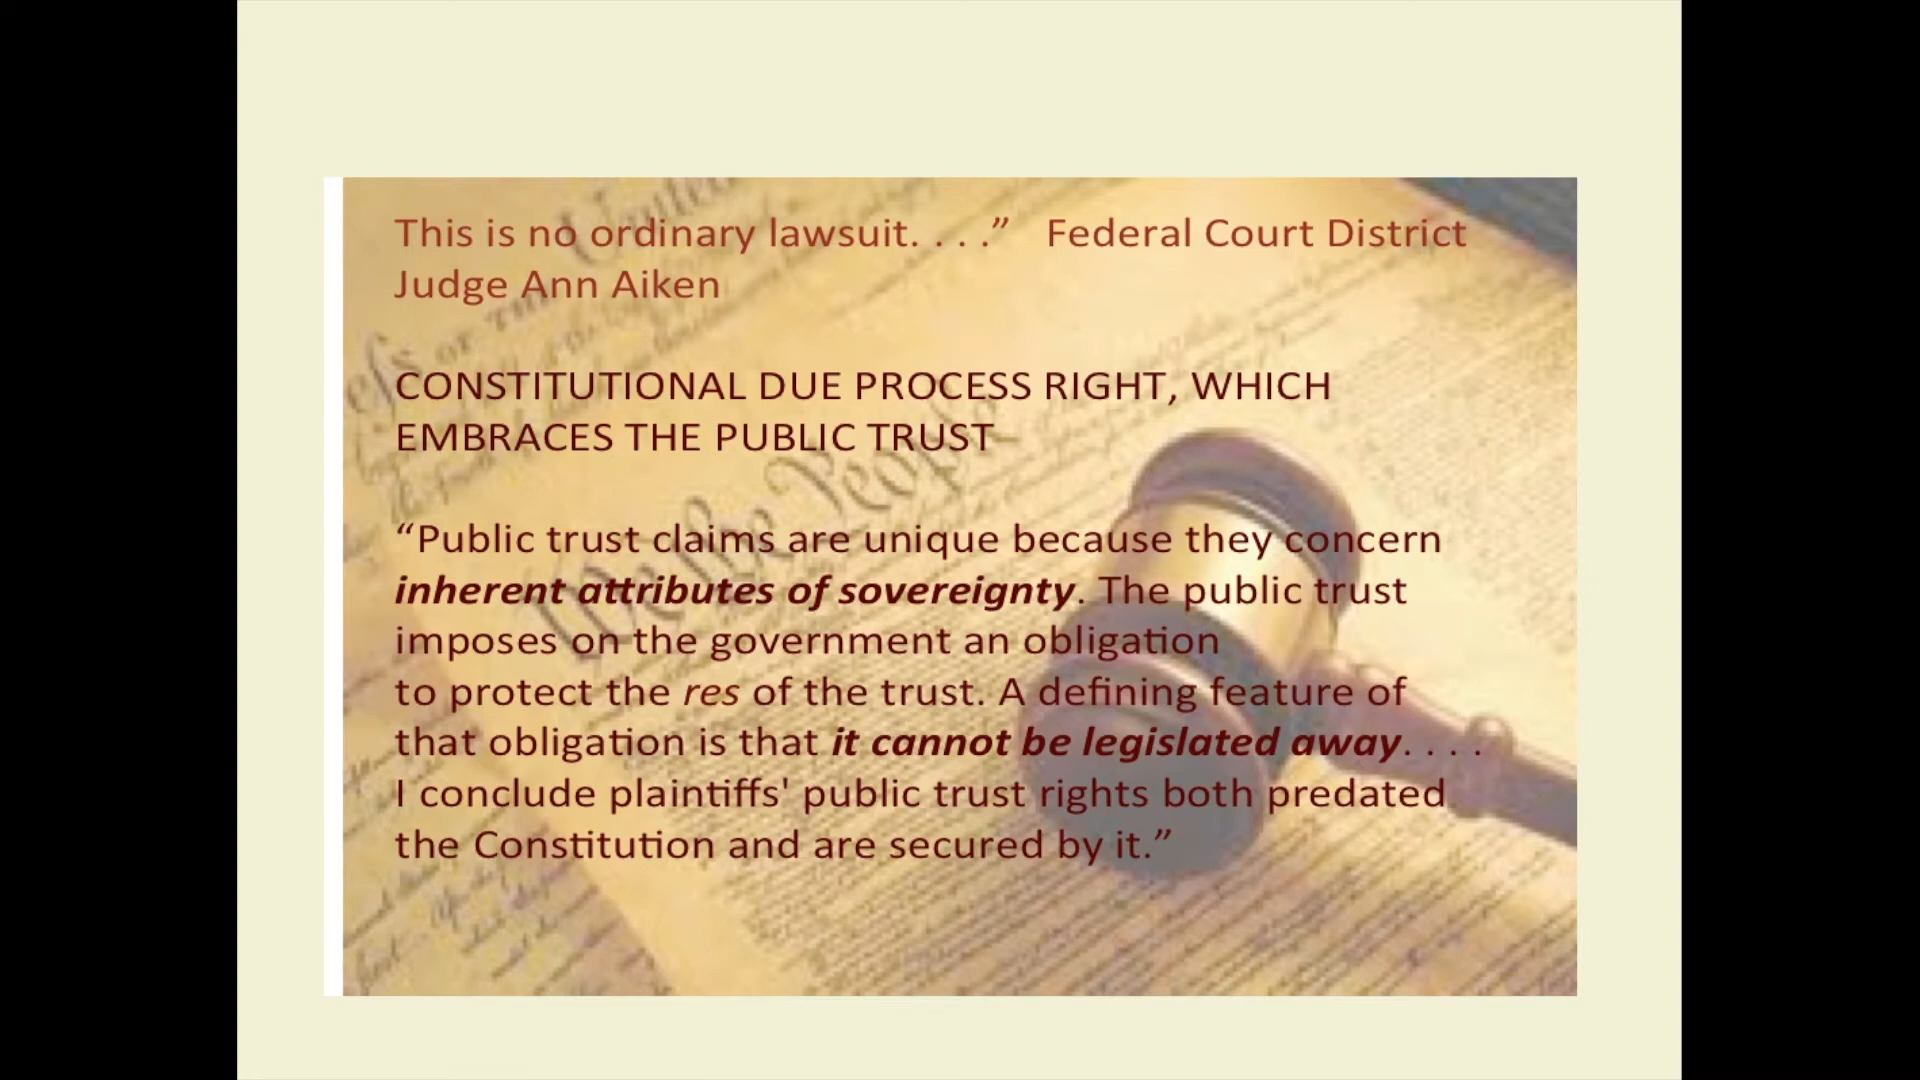 This is no ordinary lawsuit. . . .” Federal Court District
Judge Ann Aiken
CONSTITUTIONAL DUE PROCESS RIGHT, WHICH
EMBRACES THE PUBLIC TRUST
“Public trust claims are unique because they concern
inherent attributes of sovereignty. The public trust
imposes on the government an obligation
to protect the res of the trust. A defining feature of
that obligation is that it cannot be legislated away. . . .
I conclude plaintiffs' public trust rights both predated
the Constitution and are secured by it.”
We the People